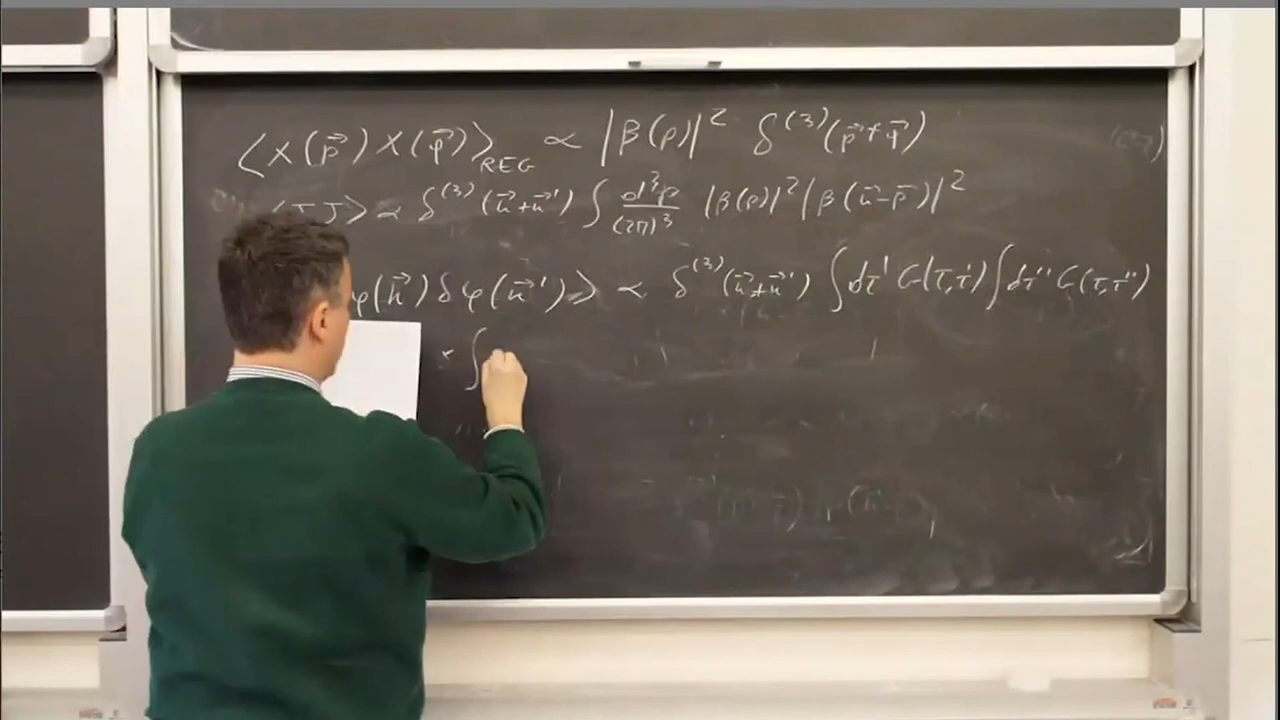 ⟨χ(p⃗) χ(q⃗)⟩_REG ∝ |β(p)|² δ⁽³⁾(p⃗+q⃗)
⟨J J⟩ ∝ δ⁽³⁾(k⃗+k⃗') ∫ d³p/(2π)³ |β(p)|² |β(k⃗-p⃗)|²
φ(k⃗) δφ(k⃗')⟩ ∝ δ⁽³⁾(k⃗+k⃗') ∫dτ' G(τ,τ') ∫dτ'' G(τ,τ'')
× ∫